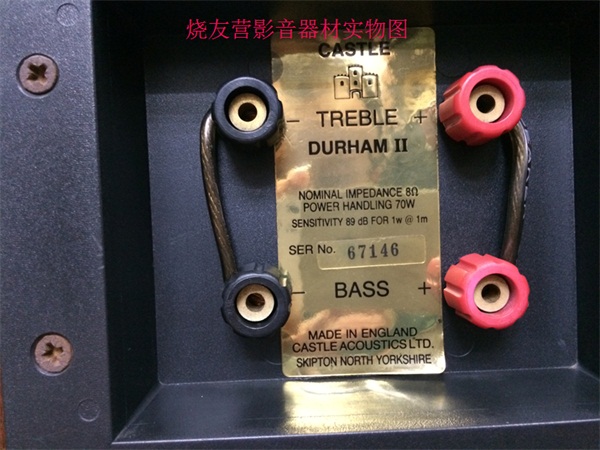 烧友营影音器材实物图
CASTLE
- TREBLE +
DURHAM II
NOMINAL IMPEDANCE 8Ω
POWER HANDLING 70W
SENSITIVITY 89 dB FOR 1w @ 1m
SER No. 67146
- BASS +
MADE IN ENGLAND
CASTLE ACOUSTICS LTD.
SKIPTON NORTH YORKSHIRE